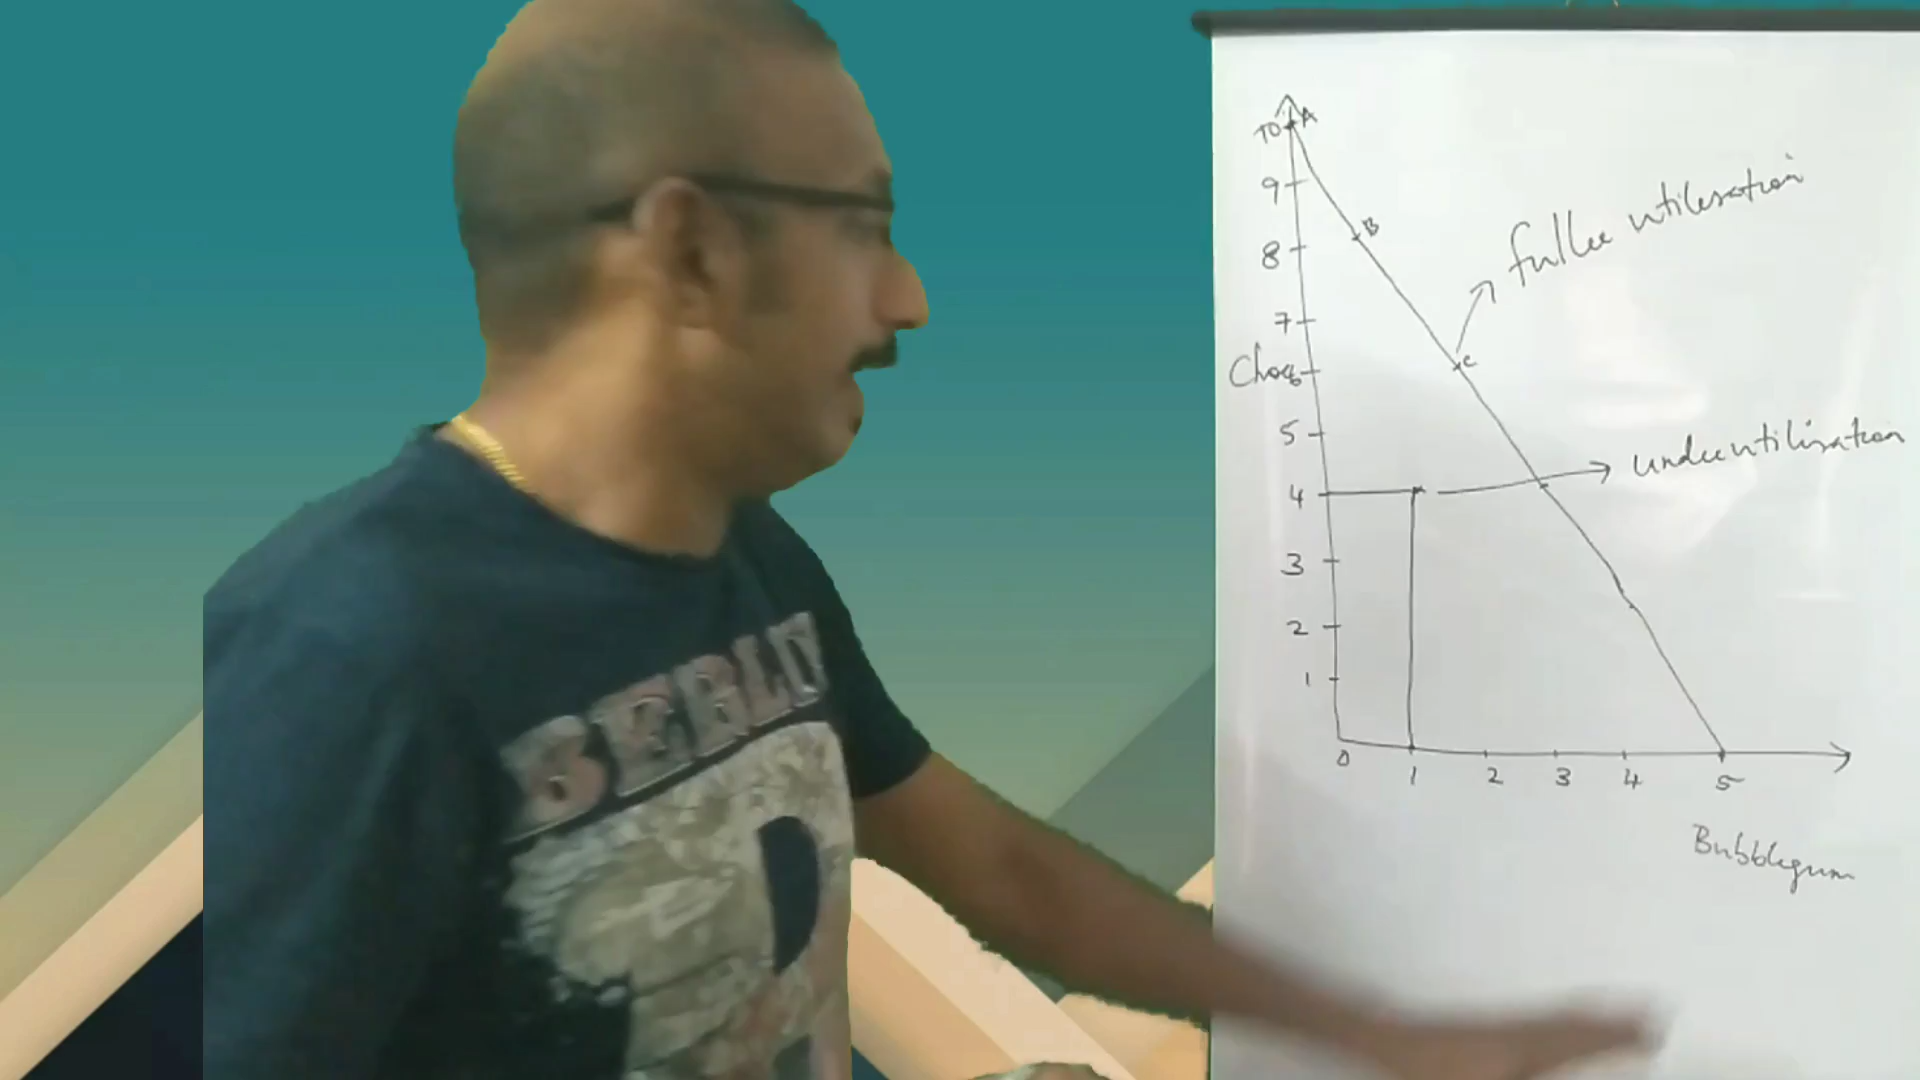 10 A
9
B
8
fullee utilisation
7
C
Choc 6
5
underutilisation
4
3
2
1
0 1 2 3 4 5
Bubblegum
BERLIN